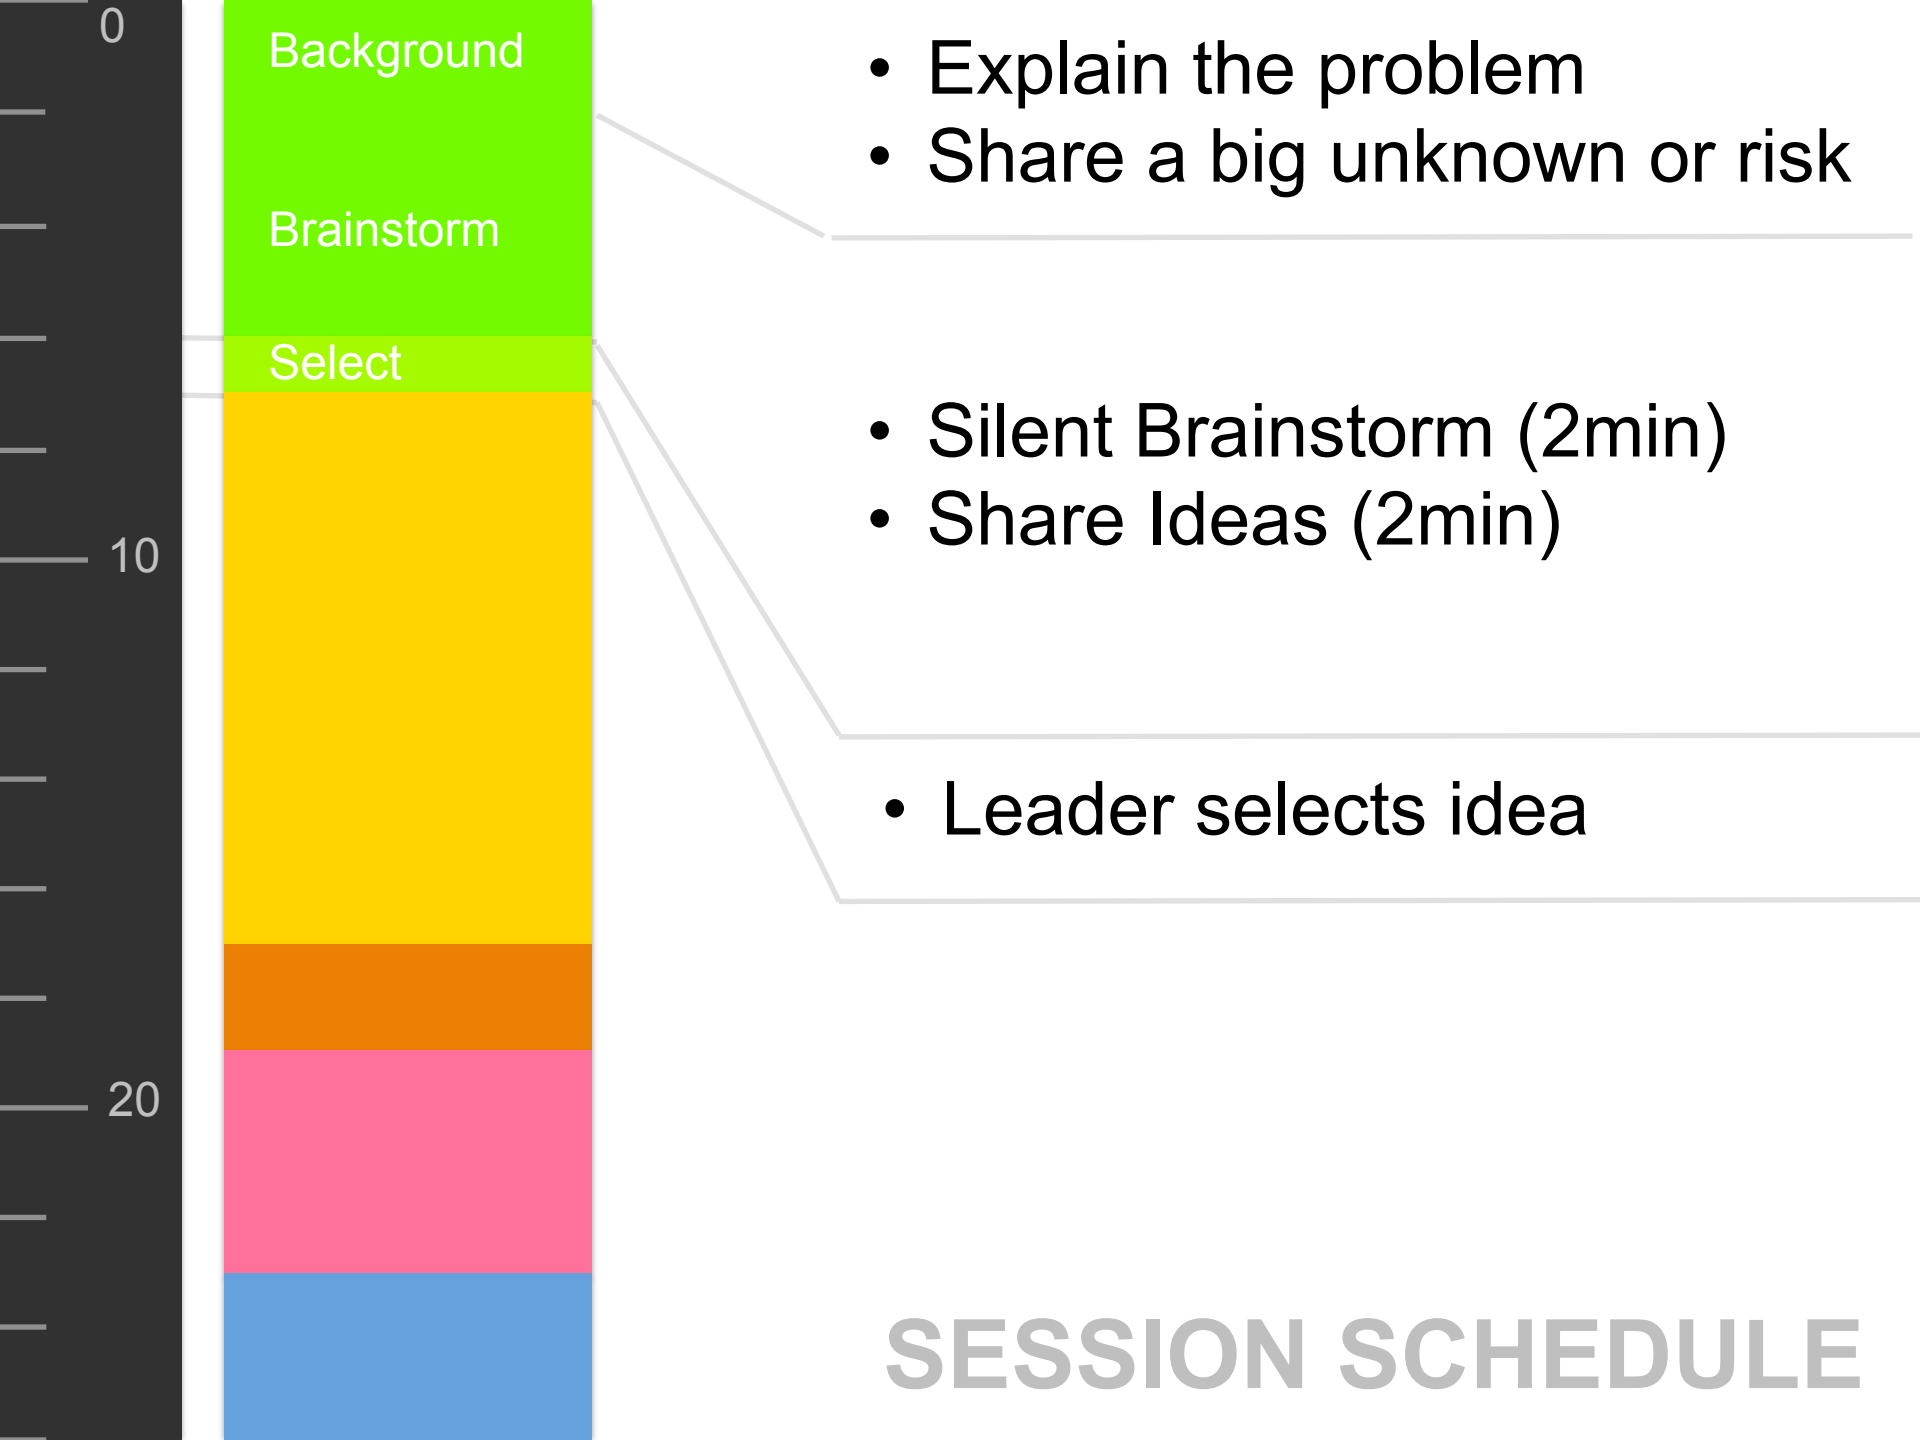 0
Background
• Explain the problem
• Share a big unknown or risk
Brainstorm
Select
• Silent Brainstorm (2min)
• Share Ideas (2min)
10
• Leader selects idea
20
SESSION SCHEDULE